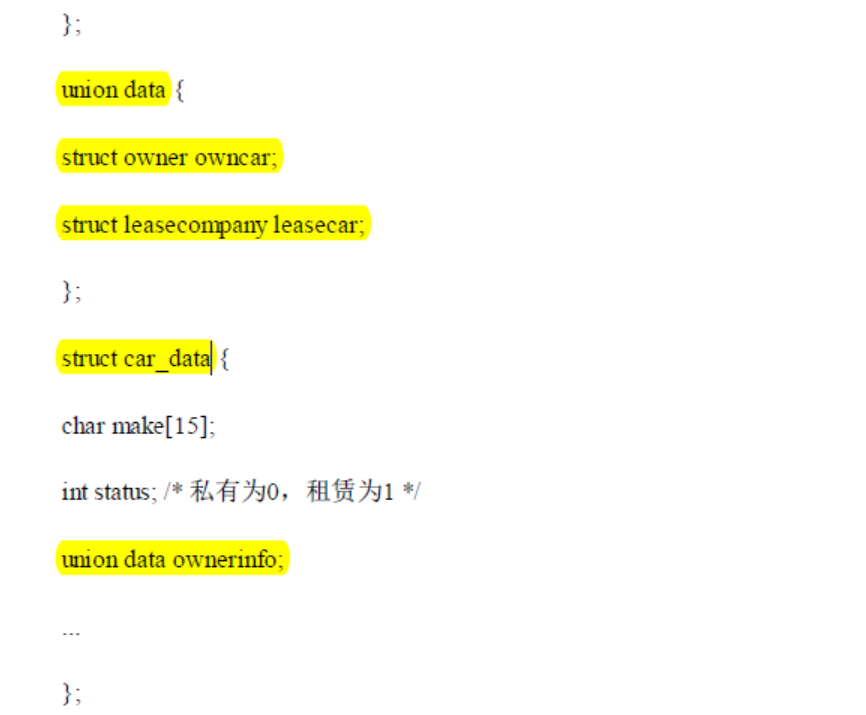 };
union data {
struct owner owncar;
struct leasecompany leasecar;
};
struct car_data {
char make[15];
int status; /* 私有为0，租赁为1 */
union data ownerinfo;
...
};